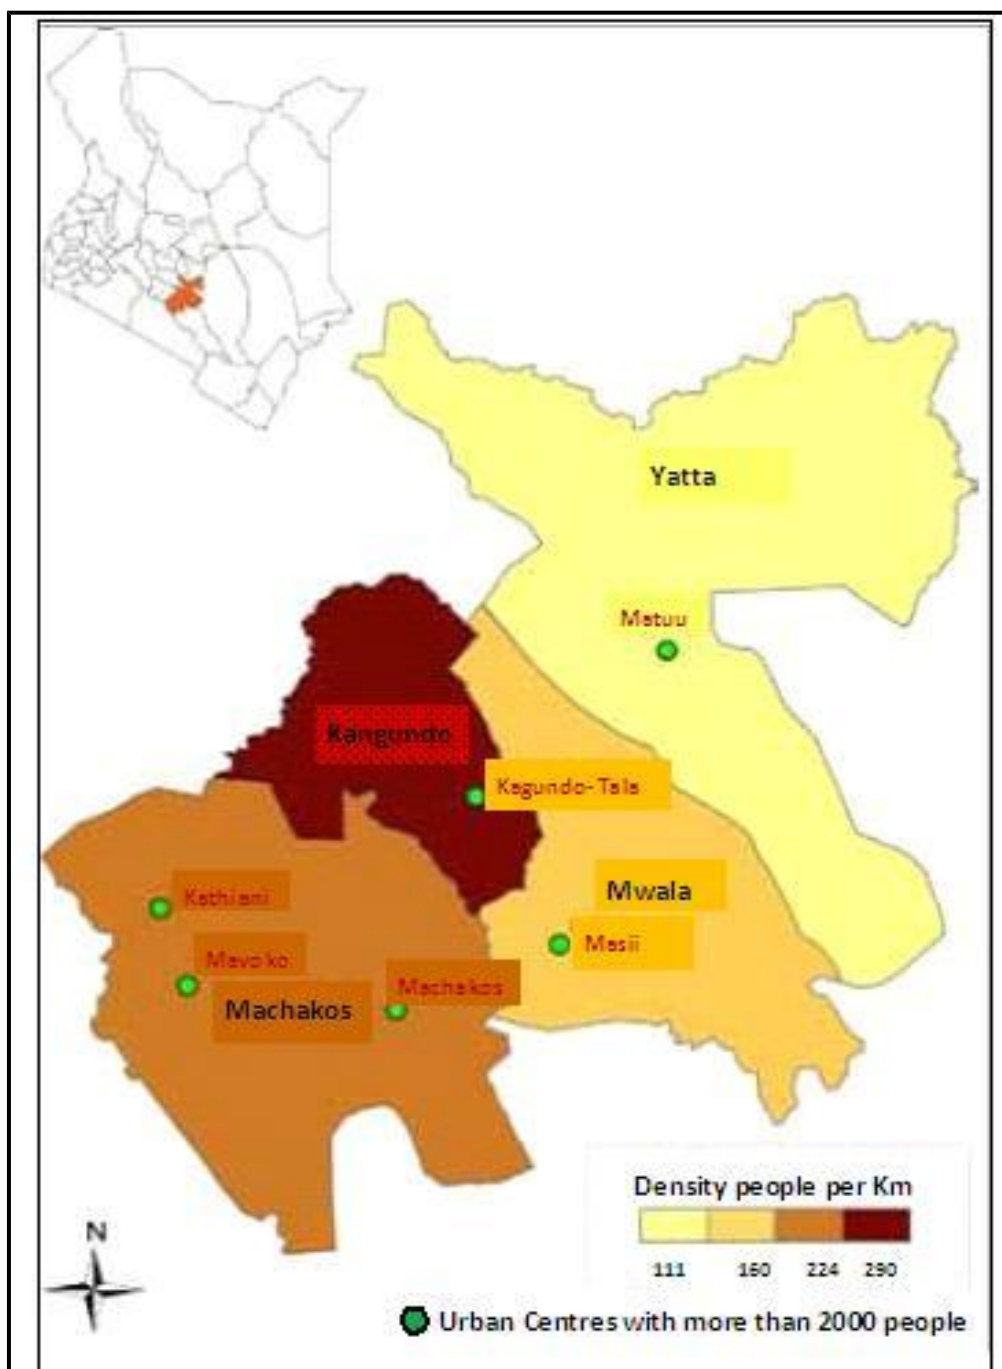 Yatta
Matuu
Kangundo
Kagundo-Tala
Mwala
Kathiani
Masii
Mavoko
Machakos
Machakos
Density people per Km
111 160 224 290
N
Urban Centres with more than 2000 people